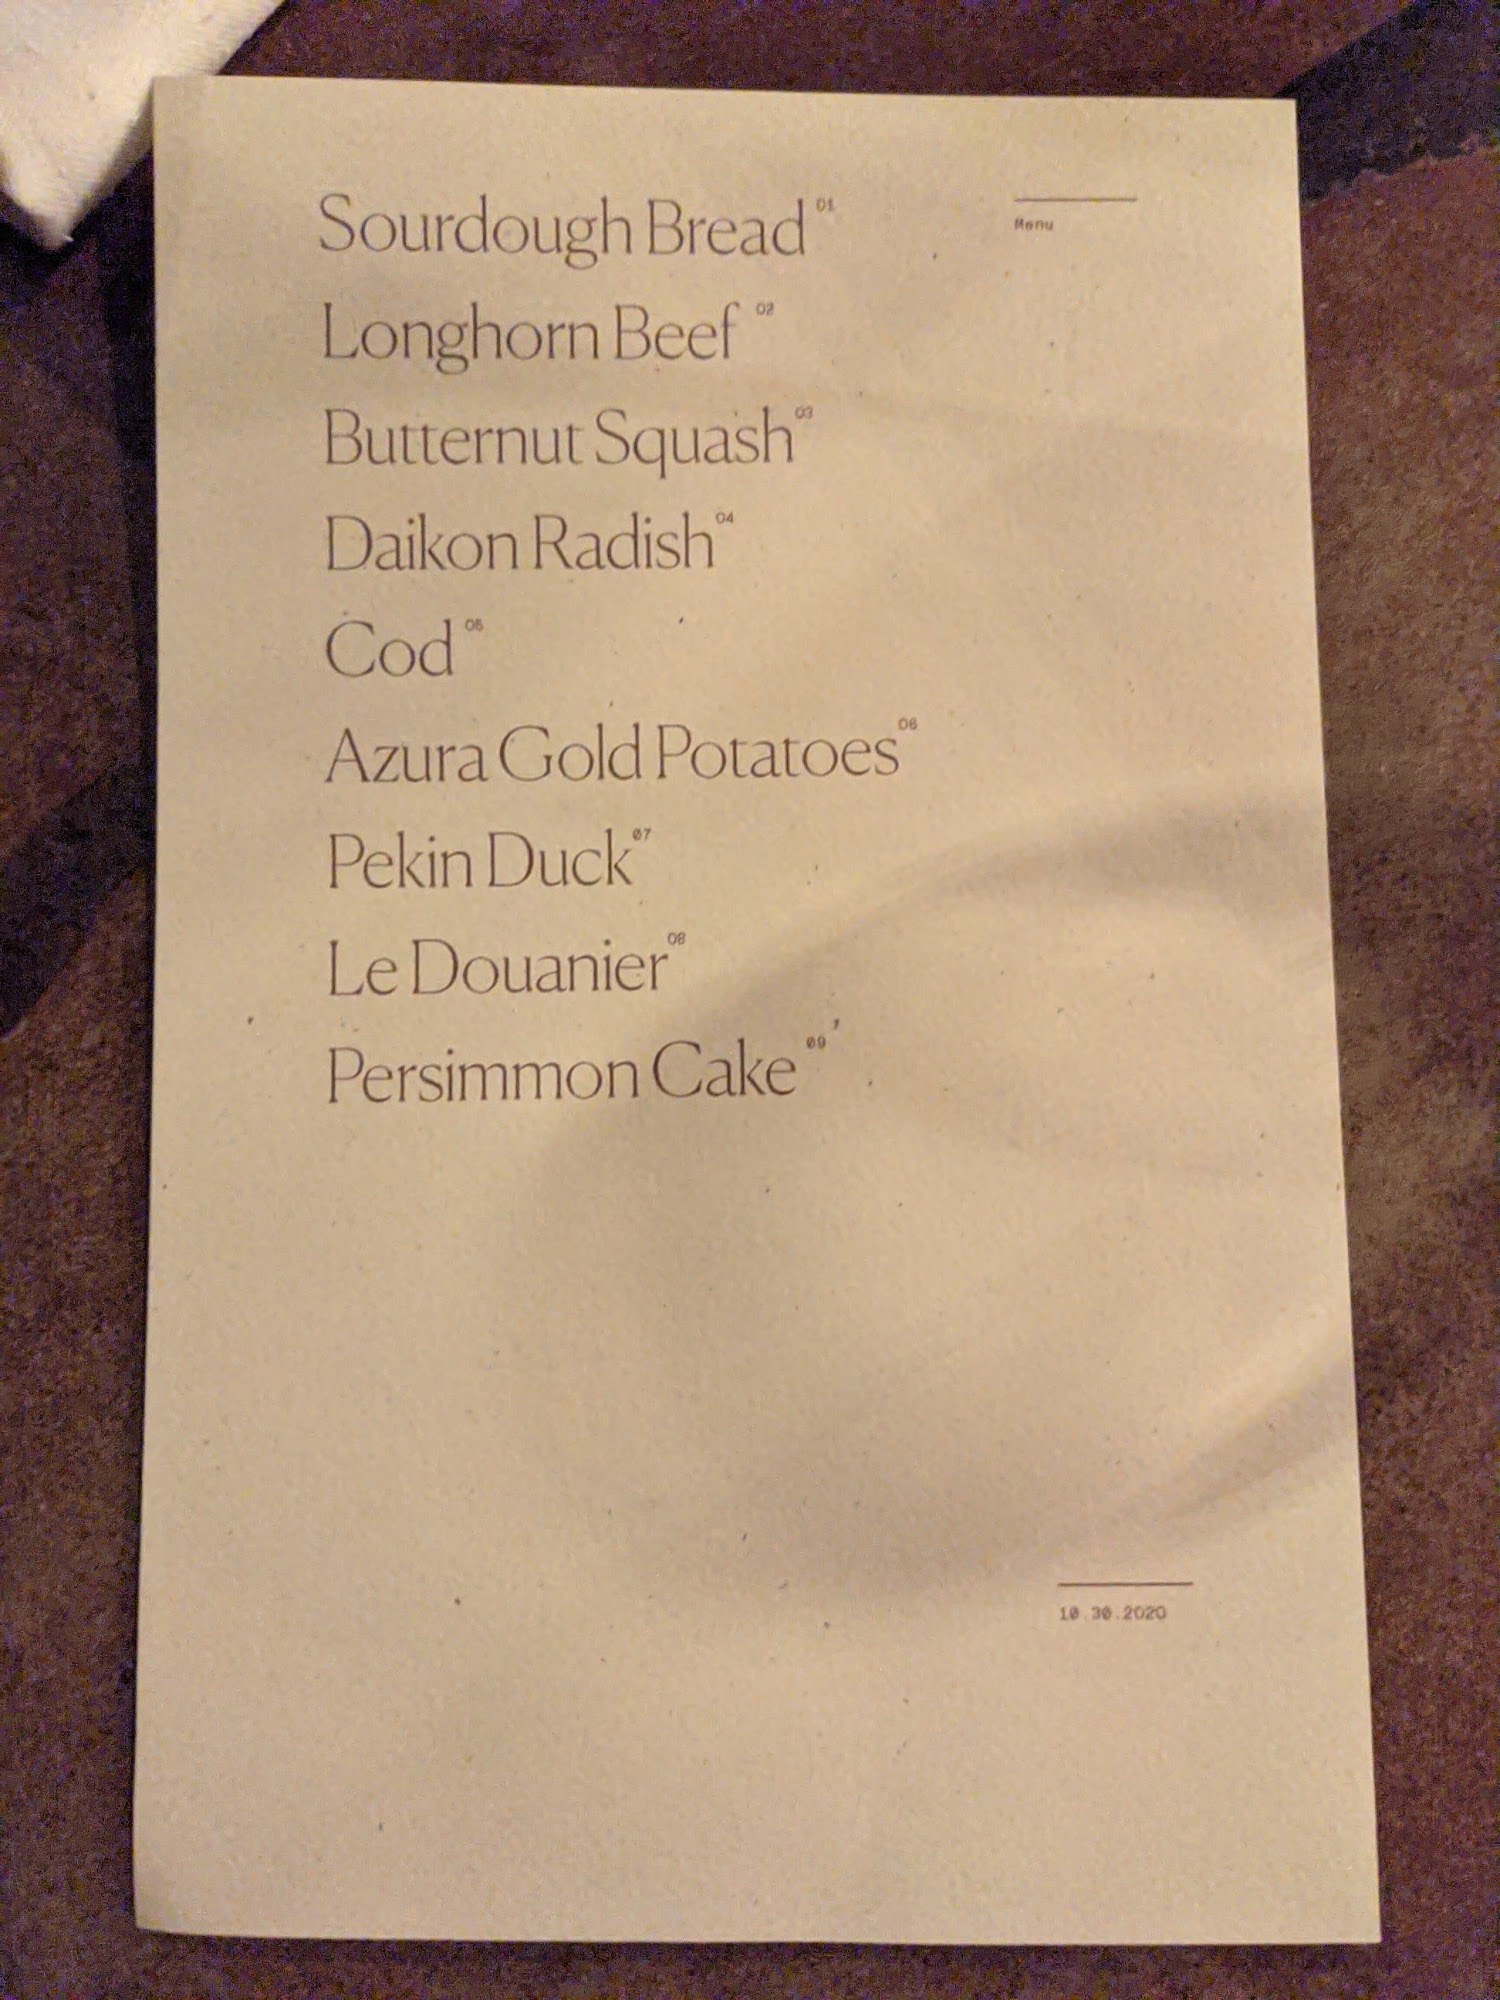 Sourdough Bread 01
Menu
Longhorn Beef 02
Butternut Squash 03
Daikon Radish 04
Cod 05
Azura Gold Potatoes 06
Pekin Duck 07
Le Douanier 08
Persimmon Cake 09
10.30.2020